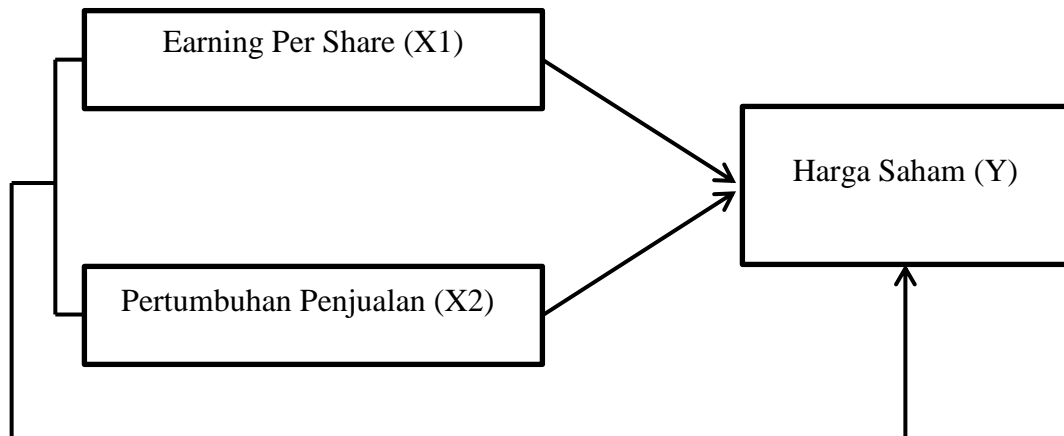 Earning Per Share (X1)
Harga Saham (Y)
Pertumbuhan Penjualan (X2)